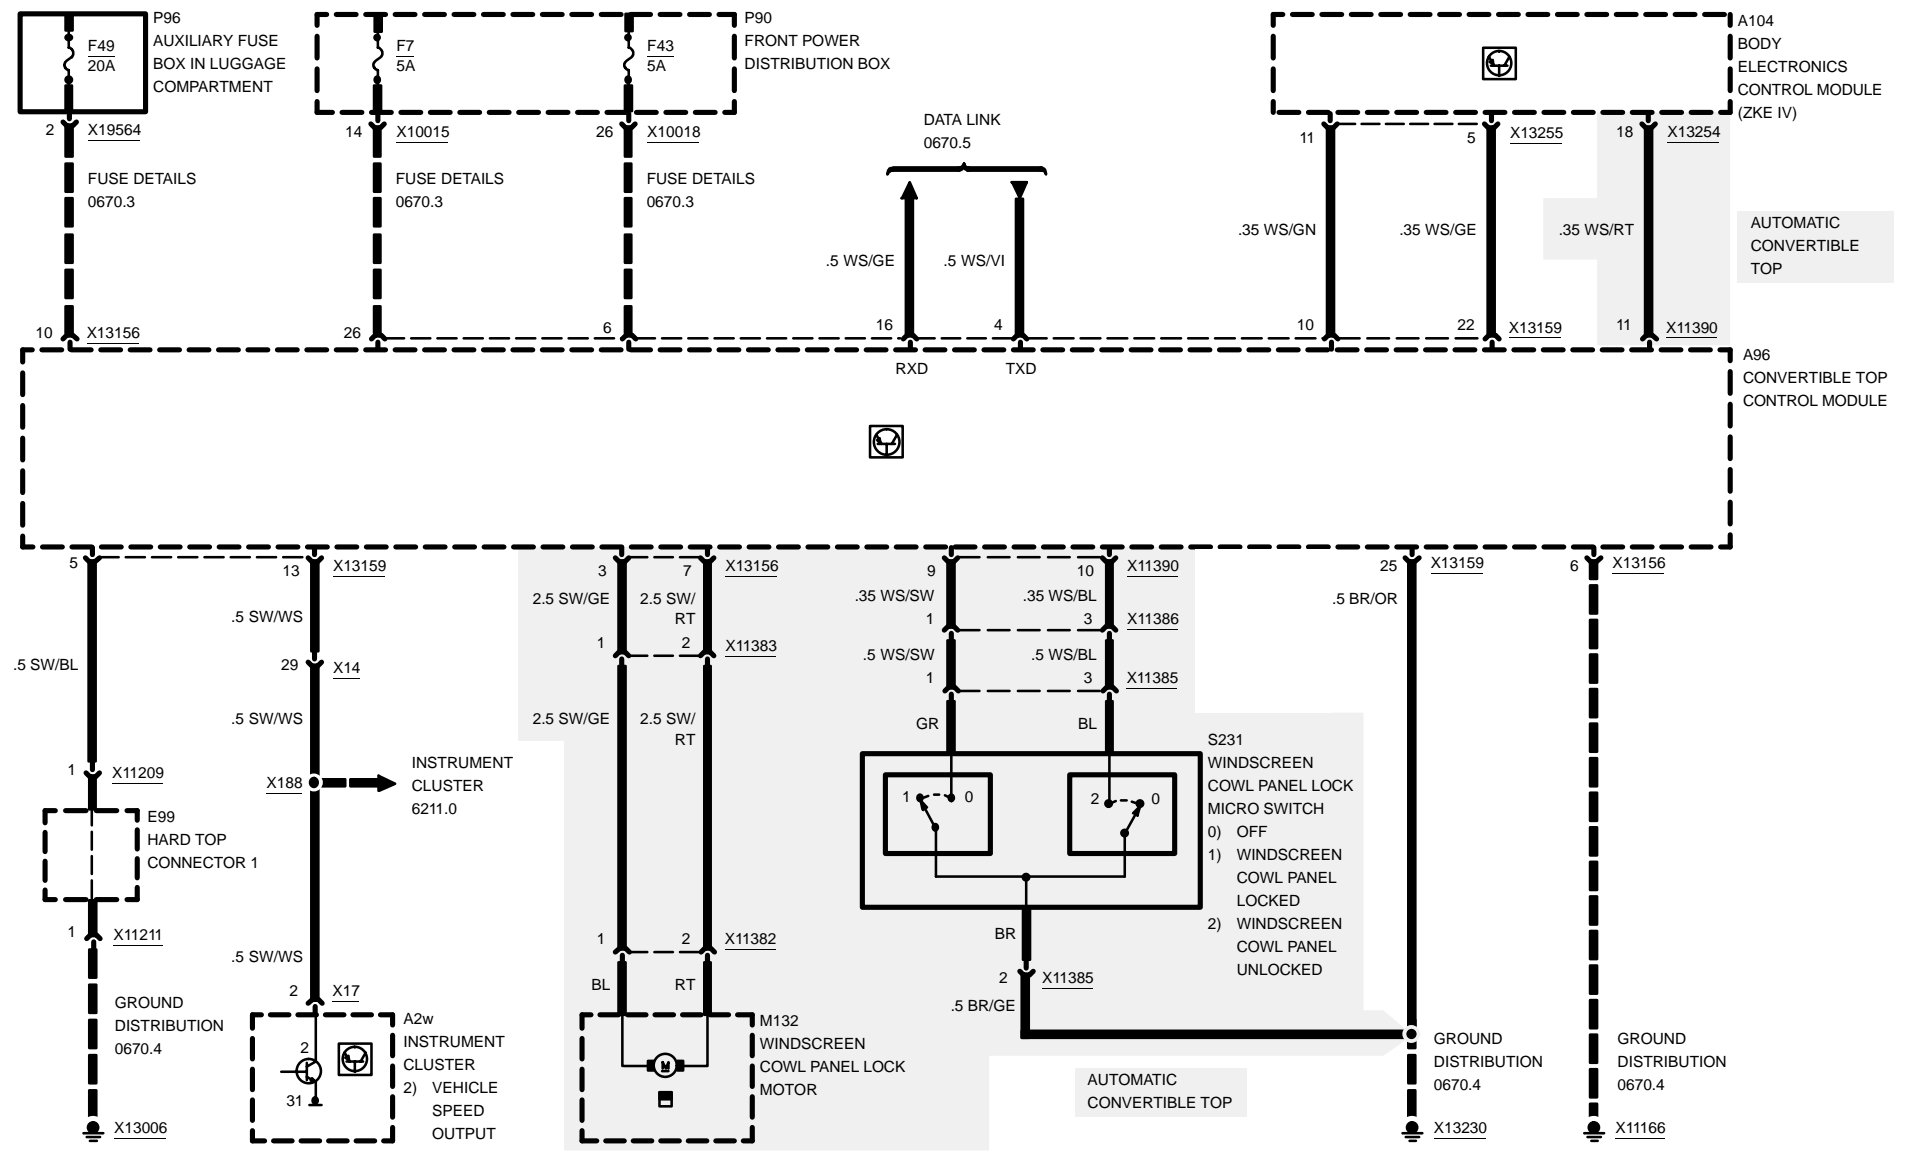 P96
AUXILIARY FUSE
BOX IN LUGGAGE
COMPARTMENT
F49
20A
2 X19564
FUSE DETAILS
0670.3
10 X13156
P90
FRONT POWER
DISTRIBUTION BOX
F7
5A
F43
5A
14 X10015
26 X10018
FUSE DETAILS
0670.3
FUSE DETAILS
0670.3
26
6
DATA LINK
0670.5
.5 WS/GE
.5 WS/VI
16
4
RXD
TXD
A104
BODY
ELECTRONICS
CONTROL MODULE
(ZKE IV)
11
5 X13255
18 X13254
.35 WS/GN
.35 WS/GE
.35 WS/RT
AUTOMATIC
CONVERTIBLE
TOP
10
22 X13159
11 X11390
A96
CONVERTIBLE TOP
CONTROL MODULE
5
13 X13159
.5 SW/WS
.5 SW/BL
29 X14
.5 SW/WS
1 X11209
X188
INSTRUMENT
CLUSTER
6211.0
E99
HARD TOP
CONNECTOR 1
1 X11211
.5 SW/WS
2 X17
GROUND
DISTRIBUTION
0670.4
X13006
A2w
INSTRUMENT
CLUSTER
2) VEHICLE
SPEED
OUTPUT
2
31
3
7 X13156
2.5 SW/GE
2.5 SW/
RT
1
2 X11383
2.5 SW/GE
2.5 SW/
RT
1
2 X11382
BL
RT
M132
WINDSCREEN
COWL PANEL LOCK
MOTOR
M
9
10 X11390
.35 WS/SW
.35 WS/BL
1
3 X11386
.5 WS/SW
.5 WS/BL
1
3 X11385
GR
BL
1 0
2 0
S231
WINDSCREEN
COWL PANEL LOCK
MICRO SWITCH
0) OFF
1) WINDSCREEN
COWL PANEL
LOCKED
2) WINDSCREEN
COWL PANEL
UNLOCKED
BR
2 X11385
.5 BR/GE
AUTOMATIC
CONVERTIBLE TOP
25 X13159
.5 BR/OR
GROUND
DISTRIBUTION
0670.4
X13230
6 X13156
GROUND
DISTRIBUTION
0670.4
X11166